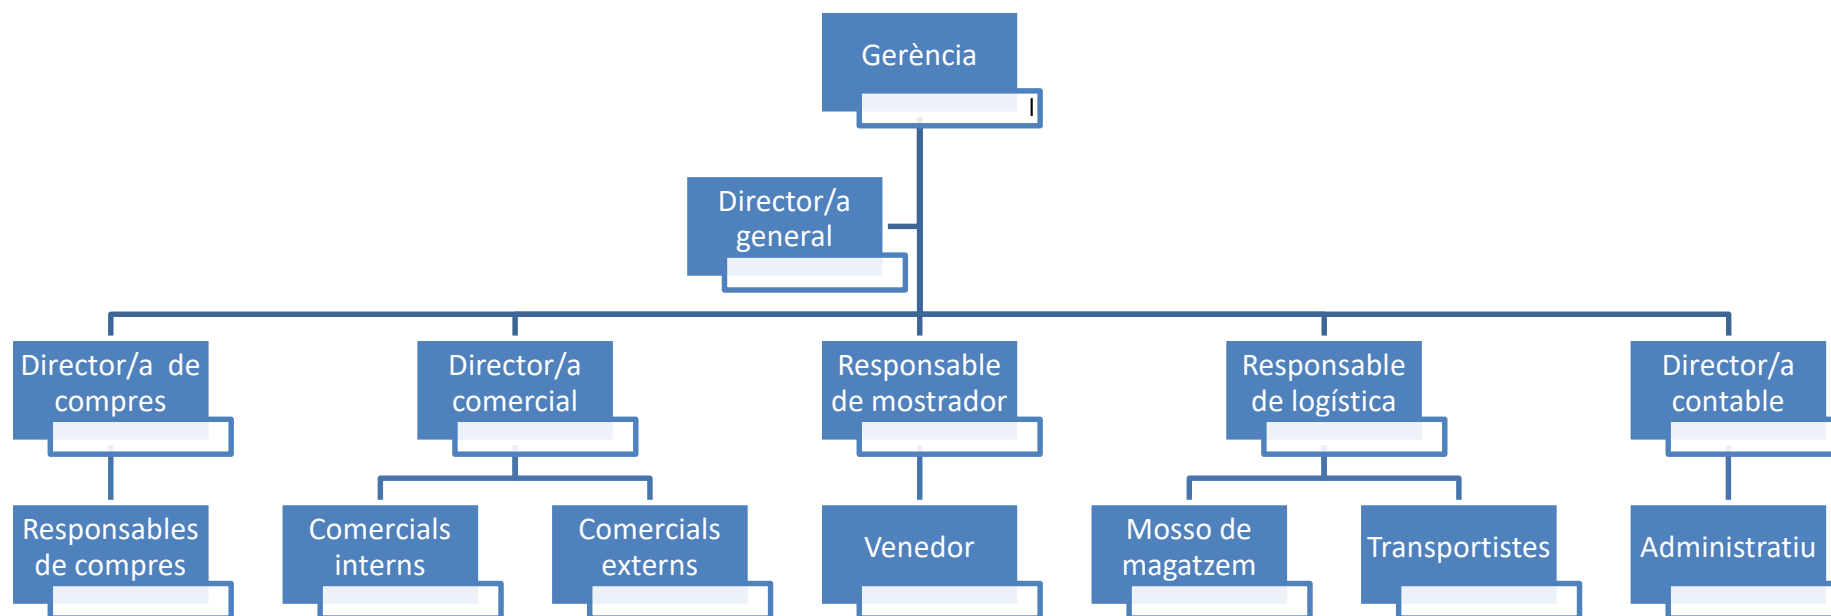 Gerència
Director/a
general
Director/a de
compres
Director/a
comercial
Responsable
de mostrador
Responsable
de logística
Director/a
contable
Responsables
de compres
Comercials
interns
Comercials
externs
Venedor
Mosso de
magatzem
Transportistes
Administratiu